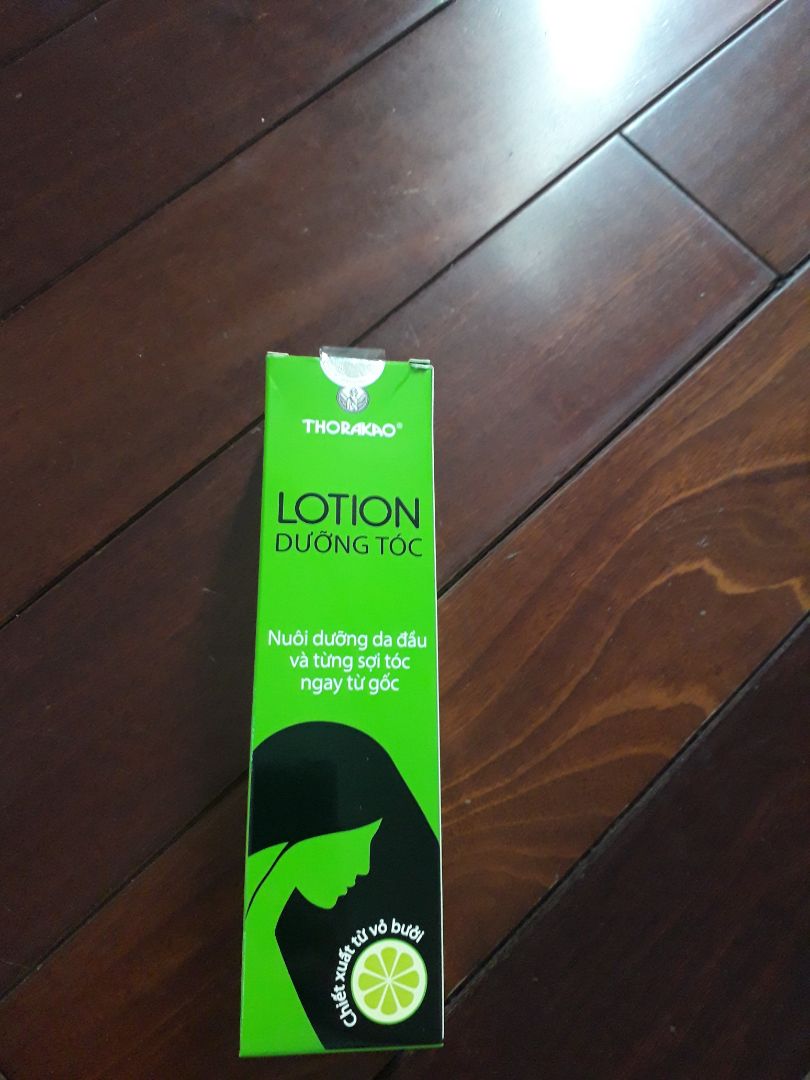 THORAKAO®
LOTION
DƯỠNG TÓC
Nuôi dưỡng da đầu
và từng sợi tóc
ngay từ gốc
Chiết xuất từ vỏ bưởi